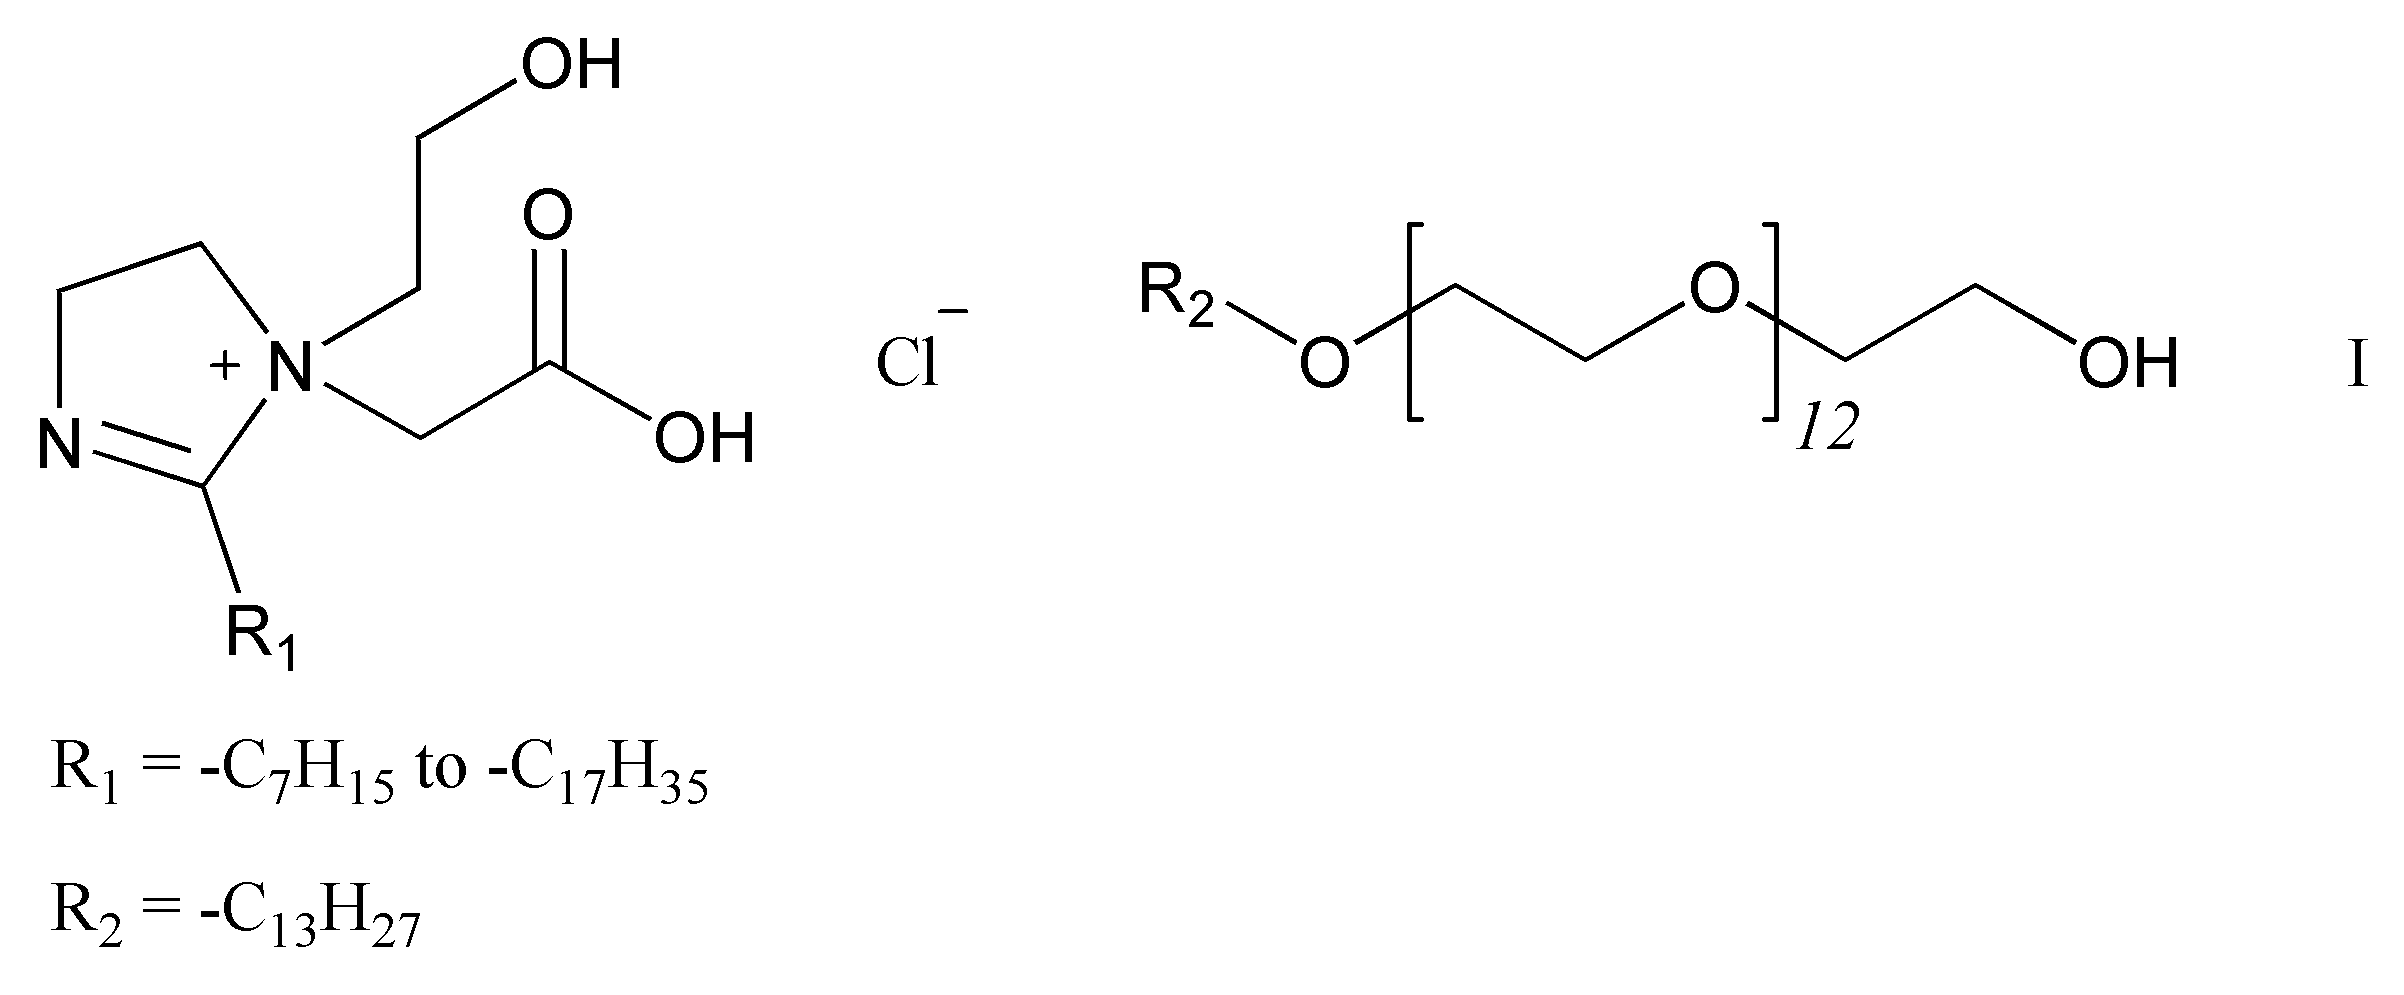 OH
O
R2
O
Cl−
I
N
+
O
OH
N
OH
12
R1
R1 = -C7H15 to -C17H35
R2 = -C13H27